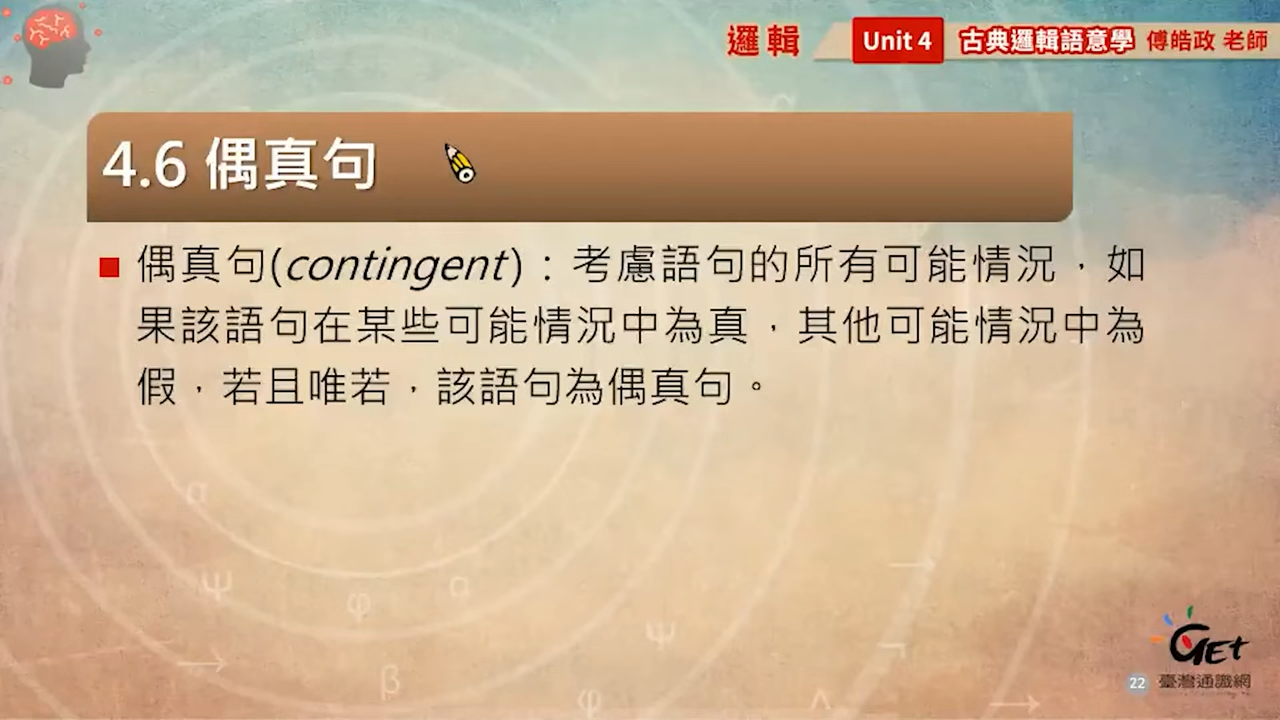 邏輯 Unit 4 古典邏輯語意學 傅皓政 老師
4.6 偶真句
偶真句(contingent)：考慮語句的所有可能情況，如
果該語句在某些可能情況中為真，其他可能情況中為
假，若且唯若，該語句為偶真句。
α
Ψ φ α
Ψ
→ β φ ∧ →
GEt
22 臺灣通識網